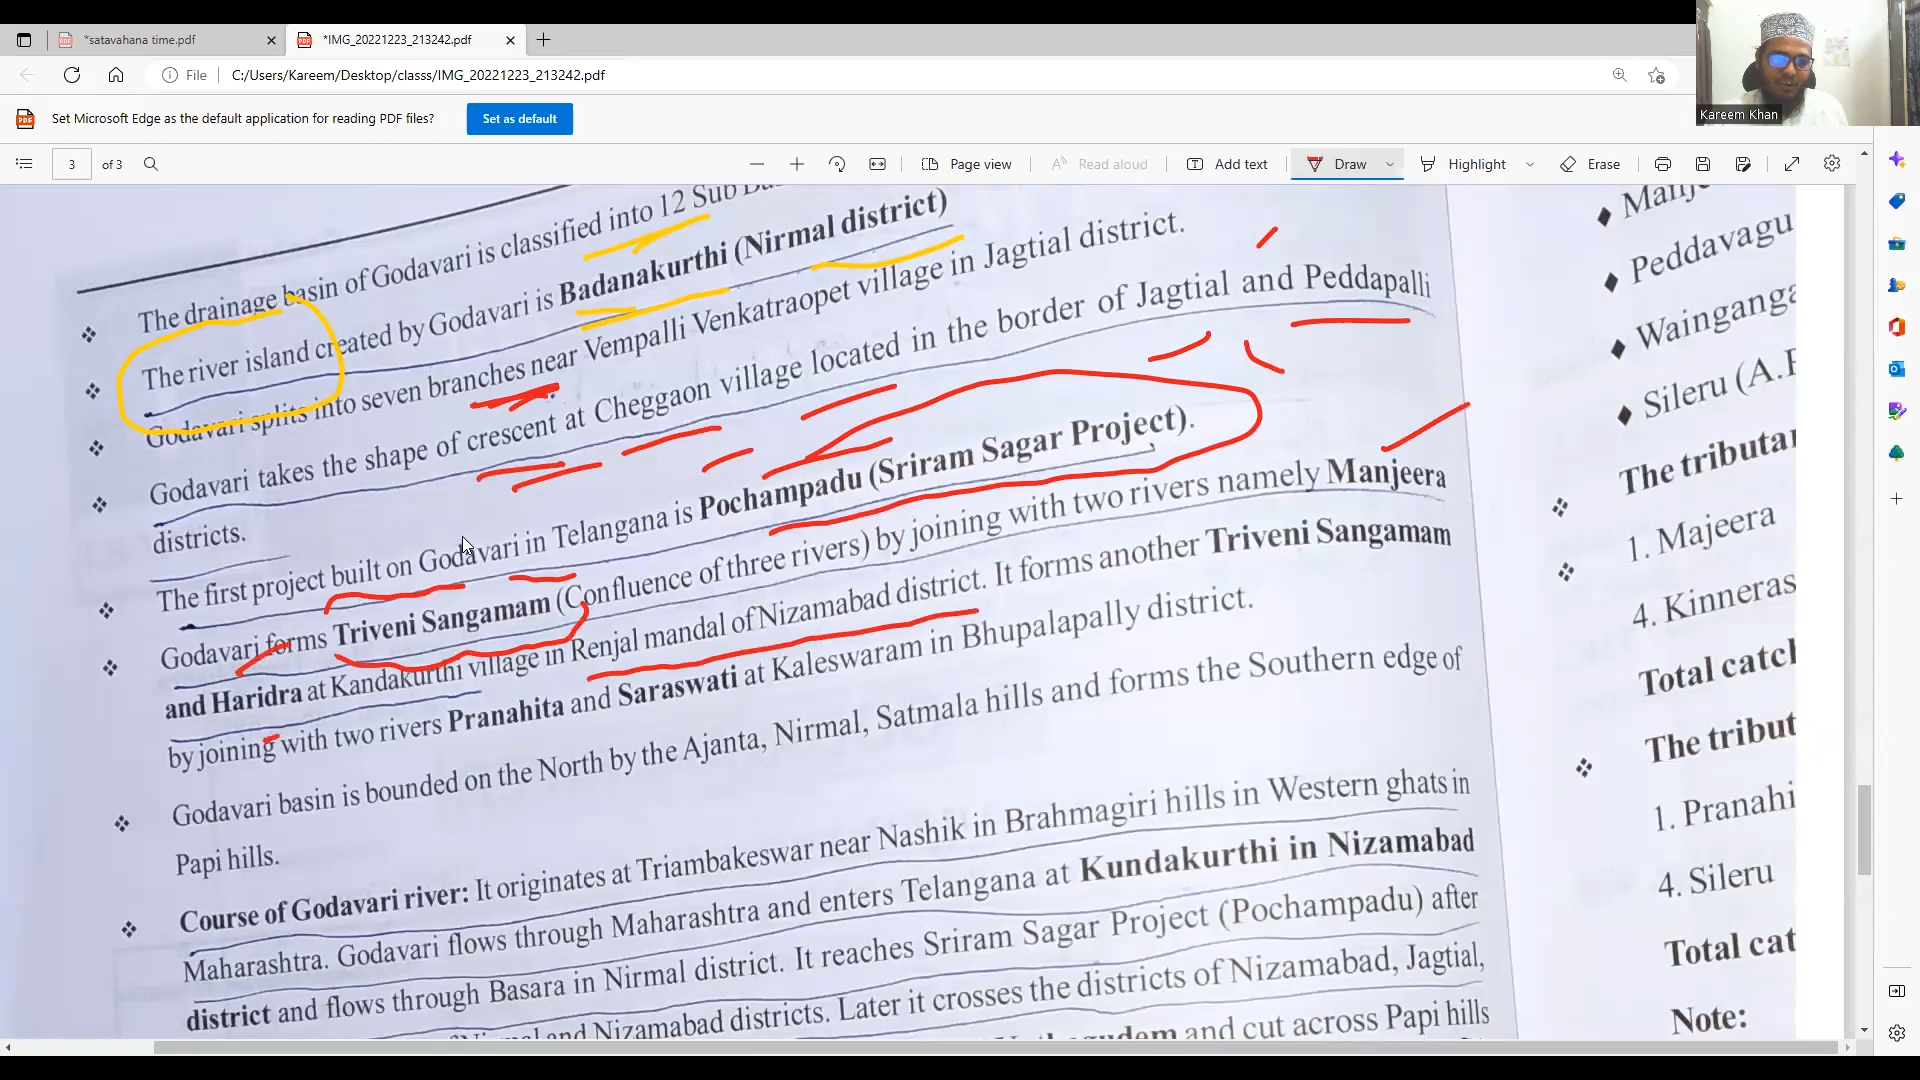 *satavahana time.pdf
*IMG_20221223_213242.pdf
File C:/Users/Kareem/Desktop/classs/IMG_20221223_213242.pdf
Set Microsoft Edge as the default application for reading PDF files? Set as default
Kareem Khan
3 of 3 Page view Read aloud Add text Draw Highlight Erase
The drainage basin of Godavari is classified into 12 Sub
The river island created by Godavari is Badanakurthi (Nirmal district)
Godavari splits into seven branches near Vempalli Venkatraopet village in Jagtial district.
Godavari takes the shape of crescent at Cheggaon village located in the border of Jagtial and Peddapalli
districts.
The first project built on Godavari in Telangana is Pochampadu (Sriram Sagar Project).
Godavari forms Triveni Sangamam (Confluence of three rivers) by joining with two rivers namely Manjeera
and Haridra at Kandakurthi village in Renjal mandal of Nizamabad district. It forms another Triveni Sangamam
by joining with two rivers Pranahita and Saraswati at Kaleswaram in Bhupalapally district.
Godavari basin is bounded on the North by the Ajanta, Nirmal, Satmala hills and forms the Southern edge of
Papi hills.
Course of Godavari river: It originates at Triambakeswar near Nashik in Brahmagiri hills in Western ghats in
Maharashtra. Godavari flows through Maharashtra and enters Telangana at Kundakurthi in Nizamabad
district and flows through Basara in Nirmal district. It reaches Sriram Sagar Project (Pochampadu) after
and Nizamabad districts. Later it crosses the districts of Nizamabad, Jagtial,
and cut across Papi hills
Peddavagu
Sileru (A.
The
1. Majeera
4. Kinneras
Total
The
1. Pranahi
4. Sileru
Total
Note: